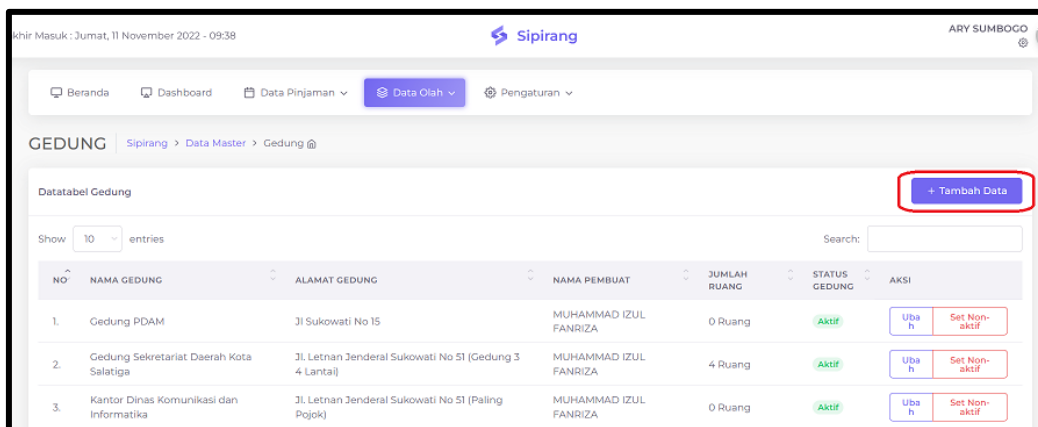 khir Masuk : Jumat, 11 November 2022 - 09:38
Sipirang
ARY SUMBOGO
Beranda Dashboard Data Pinjaman Data Olah Pengaturan
GEDUNG Sipirang > Data Master > Gedung
Datatabel Gedung
+ Tambah Data
Show 10 entries Search:
NO NAMA GEDUNG ALAMAT GEDUNG NAMA PEMBUAT JUMLAH RUANG STATUS GEDUNG AKSI
1. Gedung PDAM Jl Sukowati No 15 MUHAMMAD IZUL FANRIZA 0 Ruang Aktif Ubah Set Non-aktif
2. Gedung Sekretariat Daerah Kota Salatiga Jl. Letnan Jenderal Sukowati No 51 (Gedung 3 4 Lantai) MUHAMMAD IZUL FANRIZA 4 Ruang Aktif Ubah Set Non-aktif
3. Kantor Dinas Komunikasi dan Informatika Jl. Letnan Jenderal Sukowati No 51 (Paling Pojok) MUHAMMAD IZUL FANRIZA 0 Ruang Aktif Ubah Set Non-aktif